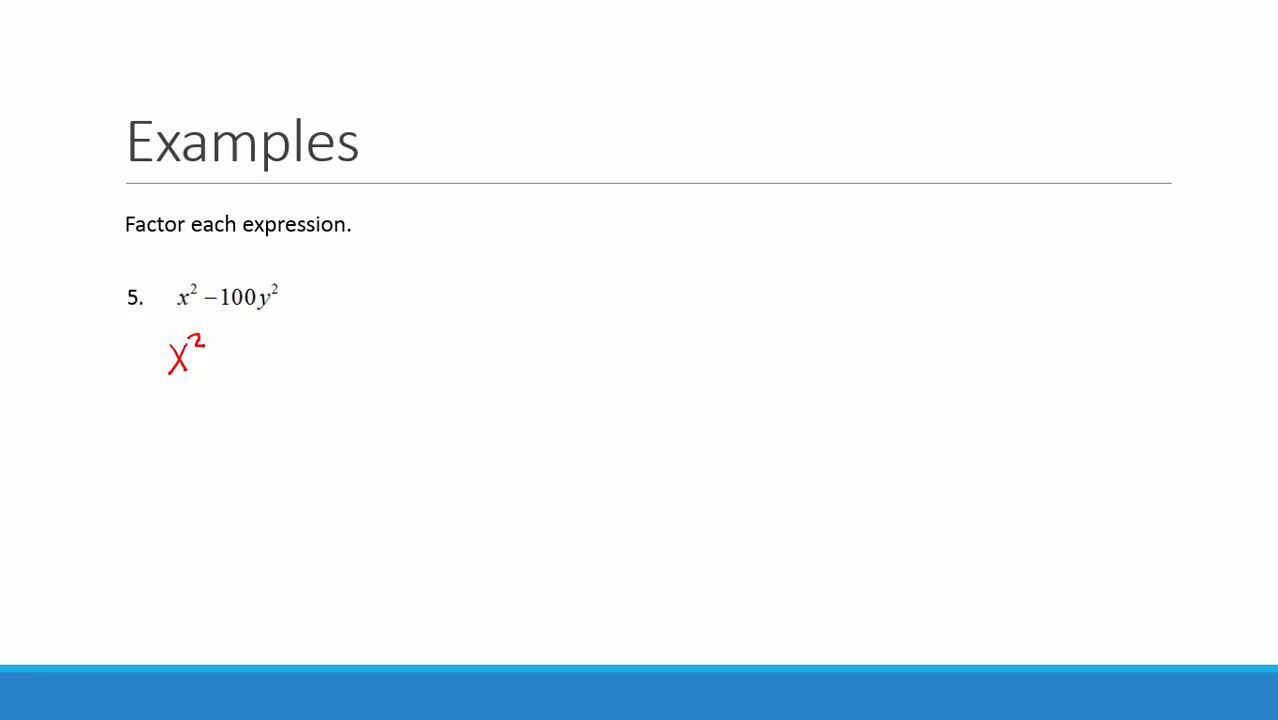 Examples
Factor each expression.
5. x² – 100y²
x²